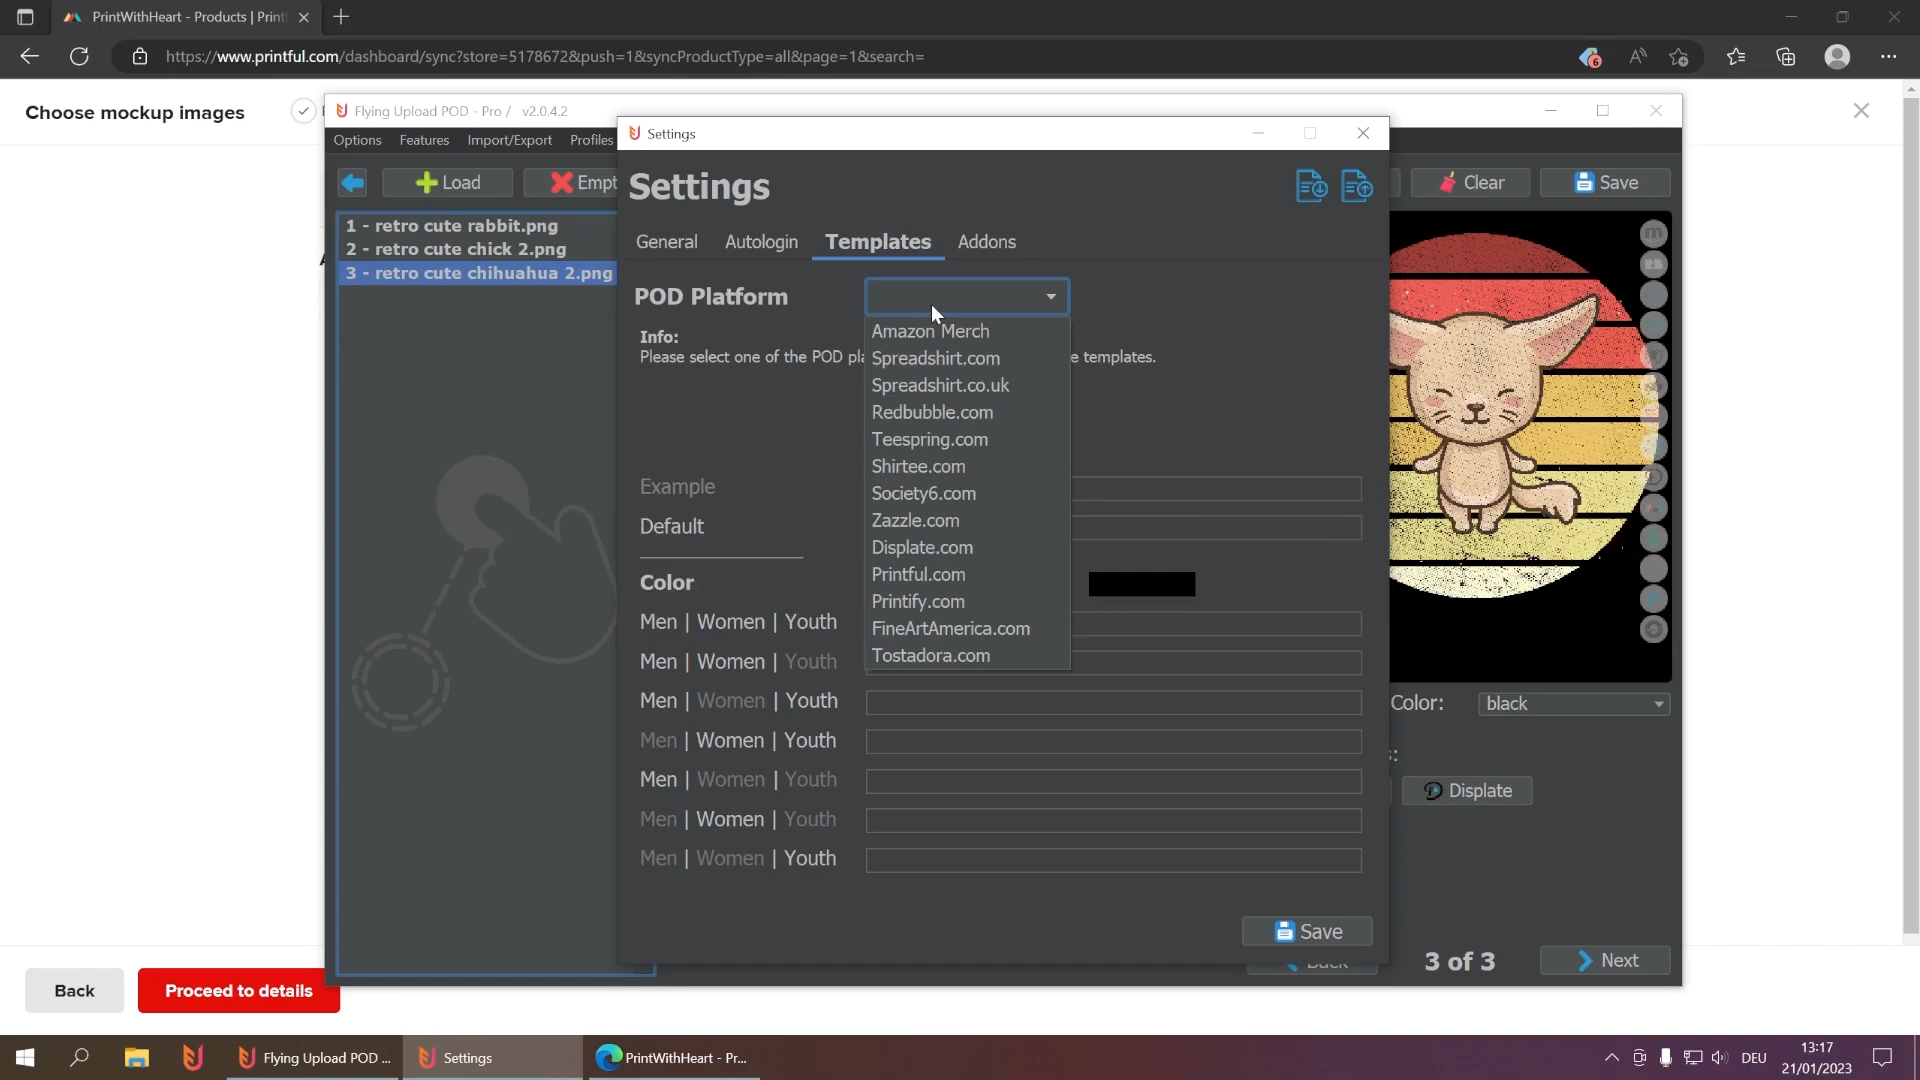 PrintWithHeart - Products | Print
https://www.printful.com/dashboard/sync?store=5178672&push=1&syncProductType=all&page=1&search=
6
Choose mockup images
Flying Upload POD - Pro / v2.0.4.2
Options Features Import/Export Profiles
Load
Empt
Clear
Save
1 - retro cute rabbit.png
2 - retro cute chick 2.png
3 - retro cute chihuahua 2.png
Settings
Settings
General Autologin Templates Addons
POD Platform
Info:
Please select one of the POD pla
e templates.
Amazon Merch
Spreadshirt.com
Spreadshirt.co.uk
Redbubble.com
Teespring.com
Shirtee.com
Society6.com
Zazzle.com
Displate.com
Printful.com
Printify.com
FineArtAmerica.com
Tostadora.com
Example
Default
Color
Men | Women | Youth
Men | Women | Youth
Men | Women | Youth
Men | Women | Youth
Men | Women | Youth
Men | Women | Youth
Men | Women | Youth
Save
m
RB
Color: black
Displate
Back
3 of 3
Next
Back
Proceed to details
Flying Upload POD ...
Settings
PrintWithHeart - Pr...
DEU
13:17
21/01/2023